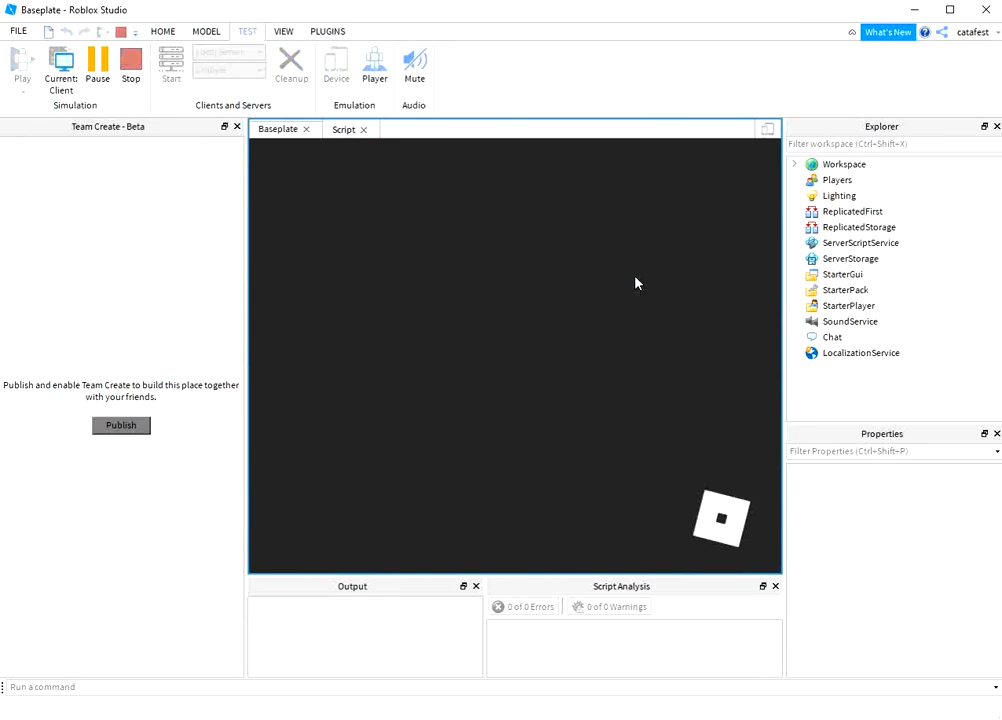 Baseplate - Roblox Studio
FILE
HOME
MODEL
TEST
VIEW
PLUGINS
What's New
catafest
Play
Current:
Client
Pause
Stop
Simulation
Start
Local Server
Clients and Servers
Cleanup
Device
Player
Emulation
Mute
Audio
Team Create - Beta
Publish and enable Team Create to build this place together
with your friends.
Publish
Baseplate
Script
Explorer
Filter workspace (Ctrl+Shift+X)
Workspace
Players
Lighting
ReplicatedFirst
ReplicatedStorage
ServerScriptService
ServerStorage
StarterGui
StarterPack
StarterPlayer
SoundService
Chat
LocalizationService
Properties
Filter Properties (Ctrl+Shift+P)
Output
Script Analysis
0 of 0 Errors
0 of 0 Warnings
Run a command